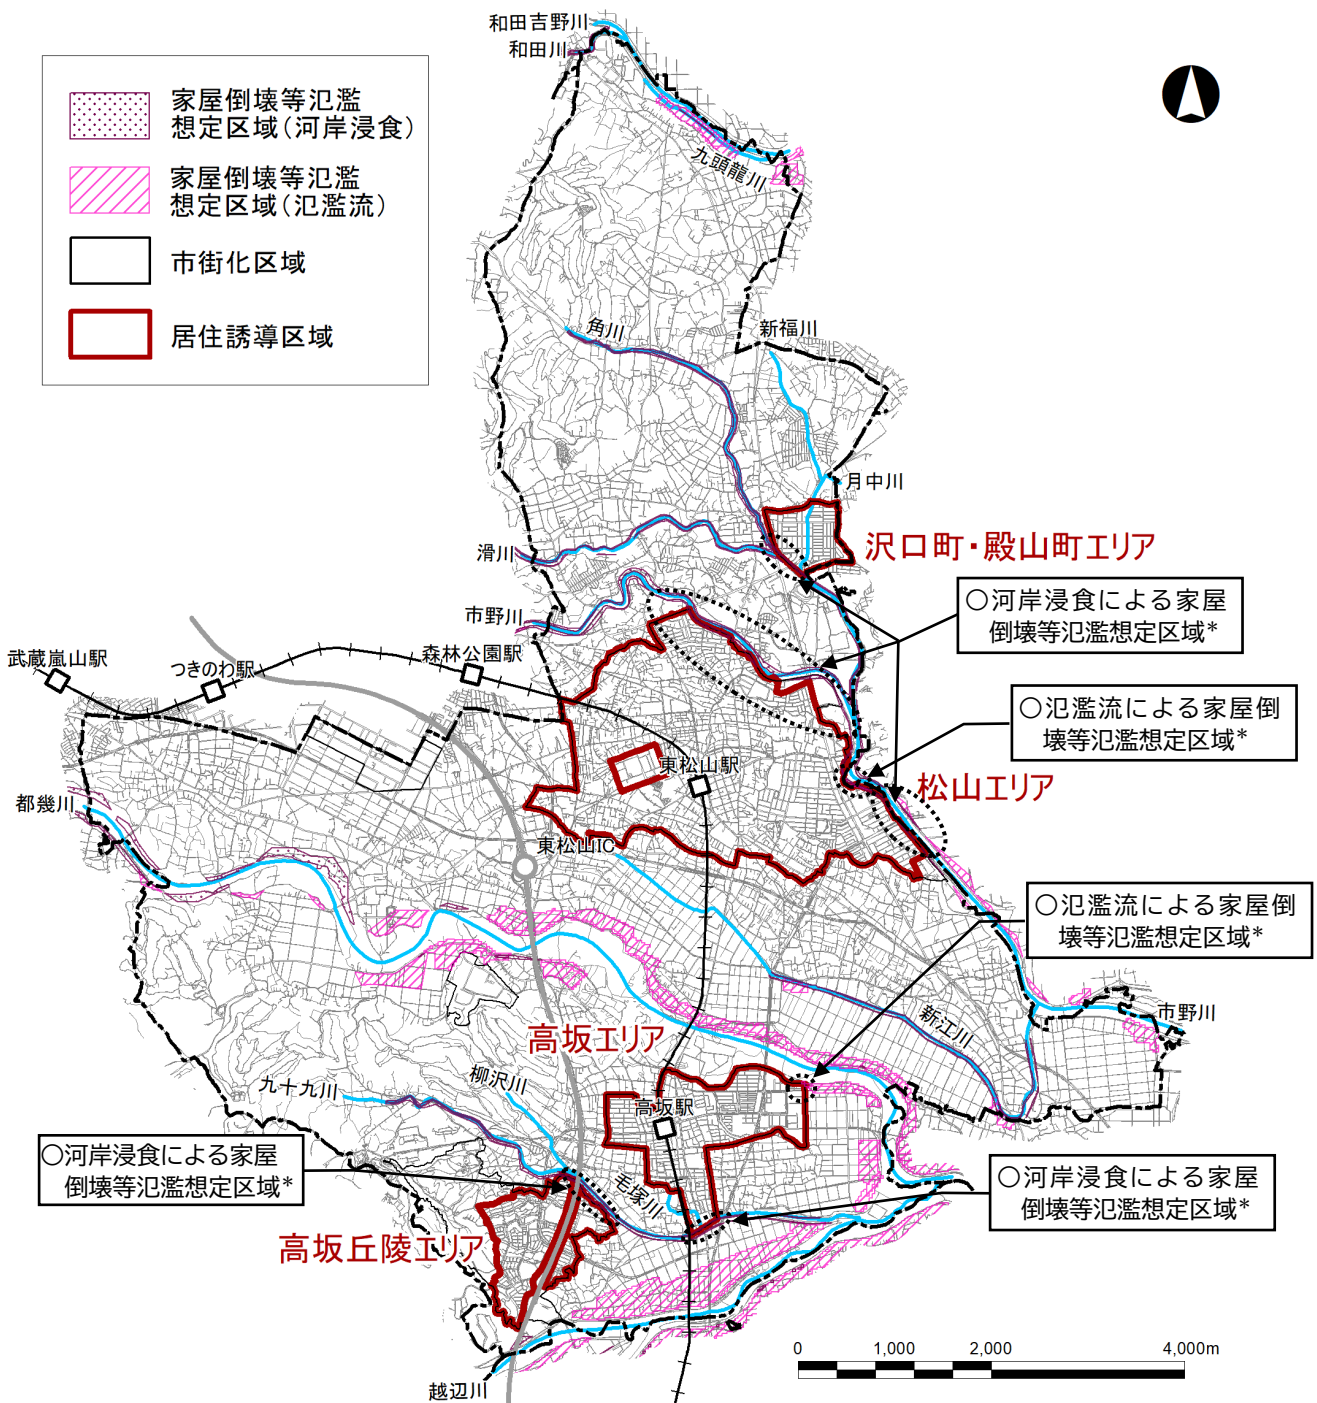 和田吉野川
和田川
家屋倒壊等氾濫
想定区域(河岸浸食)
家屋倒壊等氾濫
想定区域(氾濫流)
市街化区域
居住誘導区域
九頭龍川
角川
新福川
月中川
沢口町・殿山町エリア
滑川
市野川
○河岸浸食による家屋
倒壊等氾濫想定区域*
武蔵嵐山駅
つきのわ駅
森林公園駅
○氾濫流による家屋倒
壊等氾濫想定区域*
東松山駅
松山エリア
都幾川
東松山IC
○氾濫流による家屋倒
壊等氾濫想定区域*
新江川
市野川
高坂エリア
柳沢川
九十九川
高坂駅
○河岸浸食による家屋
倒壊等氾濫想定区域*
毛塚川
○河岸浸食による家屋
倒壊等氾濫想定区域*
高坂丘陵エリア
0 1,000 2,000 4,000m
越辺川